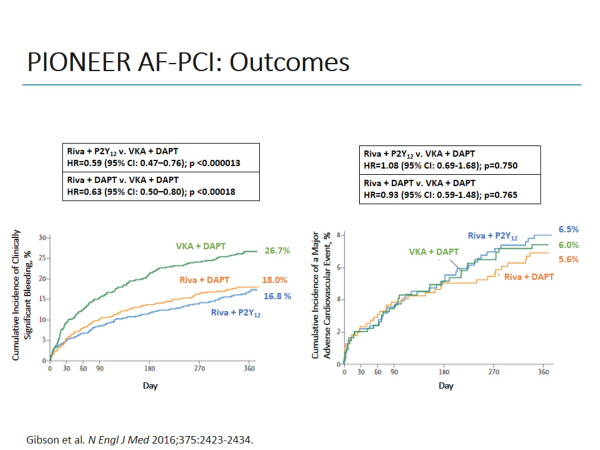 PIONEER AF-PCI: Outcomes
Riva + P2Y12 v. VKA + DAPT
HR=0.59 (95% CI: 0.47–0.76); p <0.000013
Riva + DAPT v. VKA + DAPT
HR=0.63 (95% CI: 0.50–0.80); p <0.00018
Riva + P2Y12 v. VKA + DAPT
HR=1.08 (95% CI: 0.69-1.68); p=0.750
Riva + DAPT v. VKA + DAPT
HR=0.93 (95% CI: 0.59-1.48); p=0.765
Cumulative Incidence of Clinically
Significant Bleeding, %
30
25
20
15
10
5
0
0 30 60 90 180 270 360
Day
VKA + DAPT
26.7%
Riva + DAPT
18.0%
16.8 %
Riva + P2Y12
Cumulative Incidence of a Major
Adverse Cardiovascular Event, %
8
6
4
2
0
0 30 60 90 180 270 360
Day
Riva + P2Y12
6.5%
VKA + DAPT
6.0%
5.6%
Riva + DAPT
Gibson et al. N Engl J Med 2016;375:2423-2434.